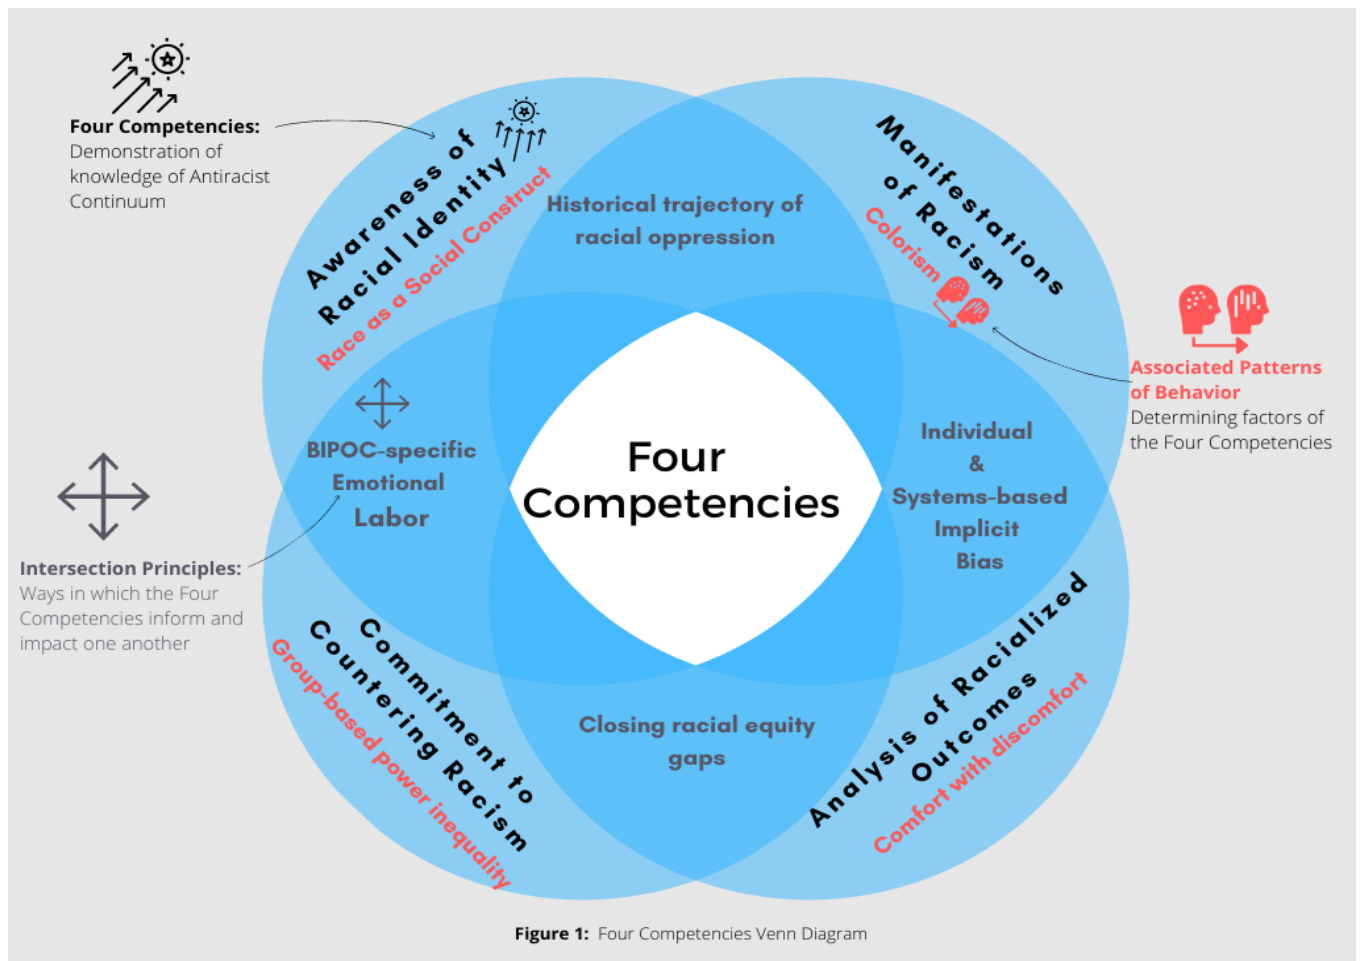 Four Competencies:
Demonstration of
knowledge of Antiracist
Continuum
Awareness of
Racial Identity
Race as a Social Construct
Historical trajectory of
racial oppression
Manifestations
of Racism
Colorism
Associated Patterns
of Behavior
Determining factors of
the Four Competencies
BIPOC-specific
Emotional
Labor
Four
Competencies
Individual
&
Systems-based
Implicit
Bias
Intersection Principles:
Ways in which the Four
Competencies inform and
impact one another
Commitment to
Countering Racism
Group-based power inequality
Closing racial equity
gaps
Analysis of Racialized
Outcomes
Comfort with discomfort
Figure 1: Four Competencies Venn Diagram